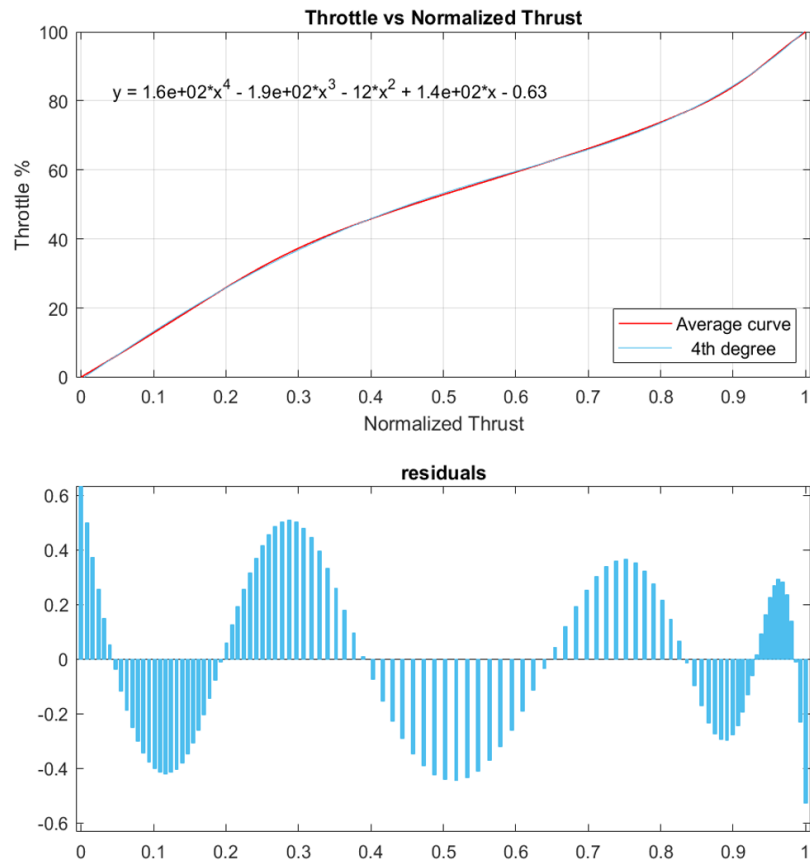 Throttle vs Normalized Thrust
100
80
60
40
20
0
Throttle %
y = 1.6e+02*x^4 - 1.9e+02*x^3 - 12*x^2 + 1.4e+02*x - 0.63
Average curve
4th degree
0 0.1 0.2 0.3 0.4 0.5 0.6 0.7 0.8 0.9 1
Normalized Thrust
residuals
0.6
0.4
0.2
0
-0.2
-0.4
-0.6
0 0.1 0.2 0.3 0.4 0.5 0.6 0.7 0.8 0.9 1